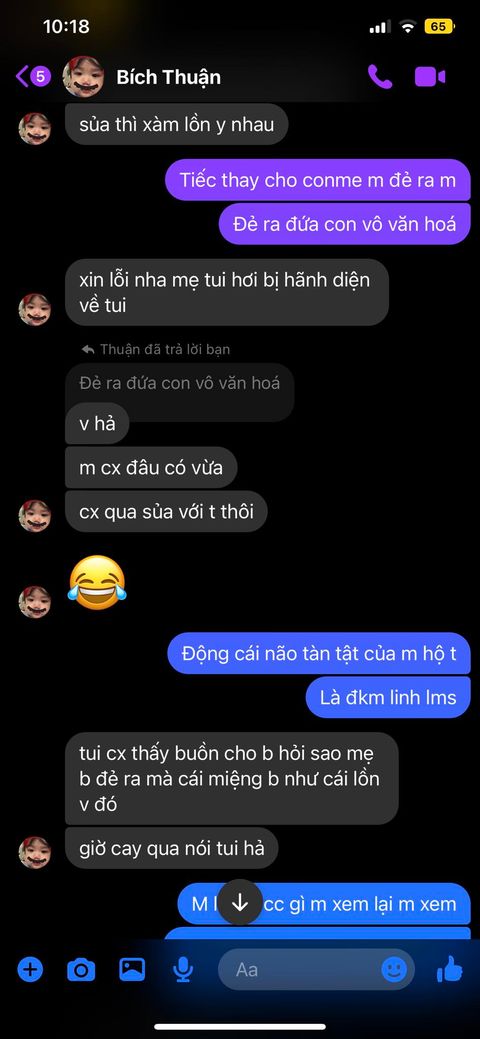 10:18
65
5
Bích Thuận
sủa thì xàm lồn y nhau
Tiếc thay cho conme m đẻ ra m
Đẻ ra đứa con vô văn hoá
xin lỗi nha mẹ tui hơi bị hãnh diện
về tui
Thuận đã trả lời bạn
Đẻ ra đứa con vô văn hoá
v hả
m cx đâu có vừa
cx qua sủa với t thôi
Động cái não tàn tật của m hộ t
Là đkm linh lms
tui cx thấy buồn cho b hỏi sao mẹ
b đẻ ra mà cái miệng b như cái lồn
v đó
giờ cay qua nói tui hả
M cc gì m xem lại m xem
Aa